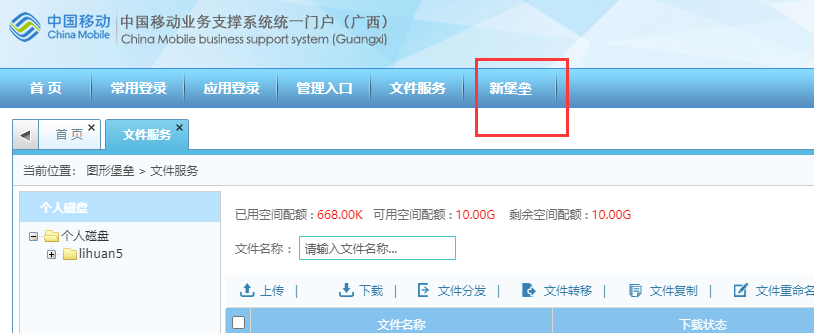 中国移动 中国移动业务支撑系统统一门户（广西）
China Mobile China Mobile business support system (Guangxi)
首 页 常用登录 应用登录 管理入口 文件服务 新堡垒
首 页 文件服务
当前位置： 图形堡垒 > 文件服务
个人磁盘
个人磁盘
lihuan5
已用空间配额 : 668.00K 可用空间配额 : 10.00G 剩余空间配额 : 10.00G
文件名称 : 请输入文件名称...
上传 | 下载 | 文件分发 | 文件转移 | 文件复制 | 文件重命名
文件名称 下载状态